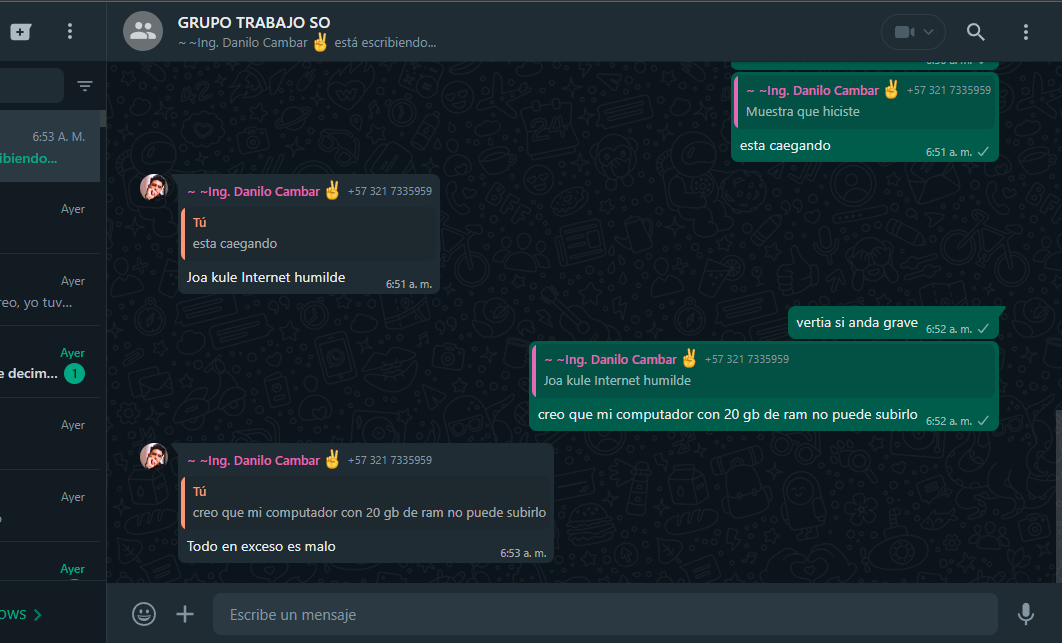 GRUPO TRABAJO SO
~ ~Ing. Danilo Cambar ✌ está escribiendo...
6:53 A. M.
ibiendo...
Ayer
Ayer
reo, yo tuv...
Ayer
e decim... 1
Ayer
Ayer
Ayer
OWS
~ ~Ing. Danilo Cambar ✌ +57 321 7335959
Muestra que hiciste
esta caegando
6:51 a. m.
~ ~Ing. Danilo Cambar ✌ +57 321 7335959
Tú
esta caegando
Joa kule Internet humilde
6:51 a. m.
vertia si anda grave 6:52 a. m.
~ ~Ing. Danilo Cambar ✌ +57 321 7335959
Joa kule Internet humilde
creo que mi computador con 20 gb de ram no puede subirlo 6:52 a. m.
~ ~Ing. Danilo Cambar ✌ +57 321 7335959
Tú
creo que mi computador con 20 gb de ram no puede subirlo
Todo en exceso es malo
6:53 a. m.
Escribe un mensaje